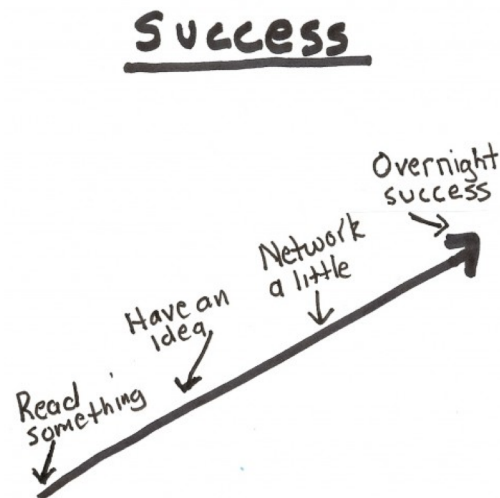 Success
Overnight
success
Network
a little
Have an
idea
Read
something